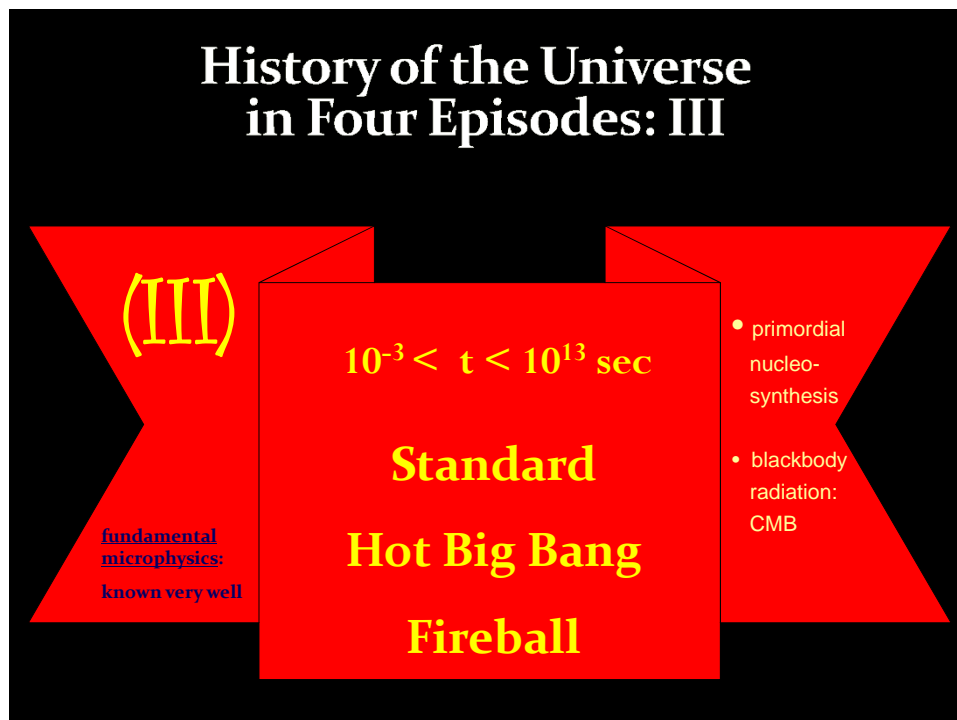 History of the Universe
in Four Episodes: III
(III)
10⁻³ < t < 10¹³ sec
Standard
Hot Big Bang
Fireball
fundamental
microphysics:
known very well
• primordial
nucleo-
synthesis
• blackbody
radiation:
CMB